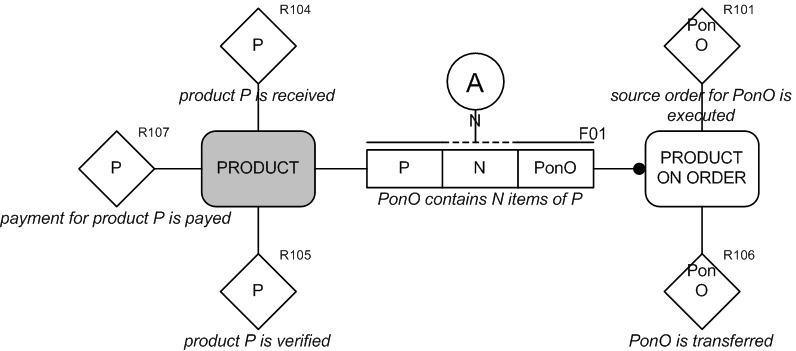 R104
P
product P is received
R101
Pon
O
source order for PonO is
executed
A
N
F01
R107
P
PRODUCT
P
N
PonO
PRODUCT
ON ORDER
PonO contains N items of P
payment for product P is payed
R105
P
product P is verified
R106
Pon
O
PonO is transferred